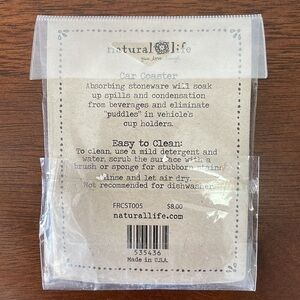 natural life
Car Coaster
Absorbing stoneware will soak
up spills and condensation
from beverages and eliminate
"puddles" in vehicle's
cup holders.
Easy to Clean:
To clean, use a mild detergent and
water, scrub the surface with a
brush or sponge for stubborn stains,
rinse and let air dry.
Not recommended for dishwasher.
FRCST005 $8.00
naturallife.com
535436
Made in U.S.A.